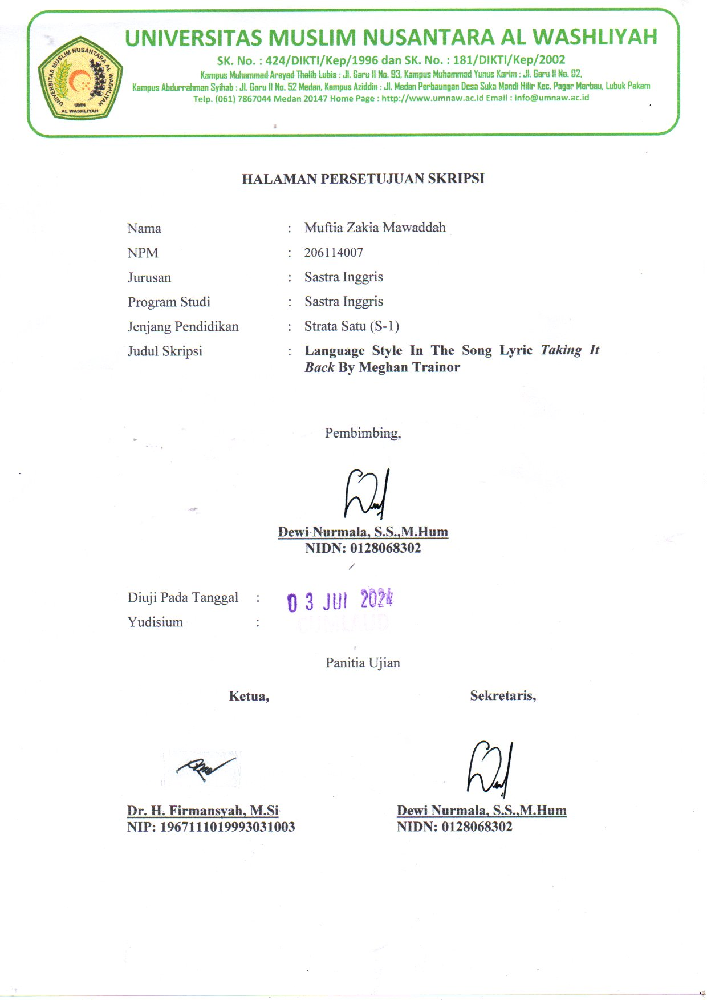 UNIVERSITAS MUSLIM NUSANTARA AL WASHLIYAH
SK. No. : 424/DIKTI/Kep/1996 dan SK. No. : 181/DIKTI/Kep/2002
Kampus Muhammad Arsyad Thalib Lubis : Jl. Garu II No. 93, Kampus Muhammad Yunus Karim : Jl. Garu II No. 02,
Kampus Abdurrahman Syihab : Jl. Garu II No. 52 Medan, Kampus Aziddin : Jl. Medan Perbaungan Desa Suka Mandi Hilir Kec. Pagar Merbau, Lubuk Pakam
Telp. (061) 7867044 Medan 20147 Home Page : http://www.umnaw.ac.id Email : info@umnaw.ac.id
UNIVERSITAS MUSLIM NUSANTARA AL WASHLIYAH
UMN
AL WASHLIYAH
HALAMAN PERSETUJUAN SKRIPSI
Nama : Muftia Zakia Mawaddah
NPM : 206114007
Jurusan : Sastra Inggris
Program Studi : Sastra Inggris
Jenjang Pendidikan : Strata Satu (S-1)
Judul Skripsi : Language Style In The Song Lyric Taking It
Back By Meghan Trainor
Pembimbing,
Dewi Nurmala, S.S.,M.Hum
NIDN: 0128068302
Diuji Pada Tanggal : 03 JUI 2024
Yudisium :
Panitia Ujian
Ketua, Sekretaris,
Dr. H. Firmansyah, M.Si Dewi Nurmala, S.S.,M.Hum
NIP: 1967111019993031003 NIDN: 0128068302